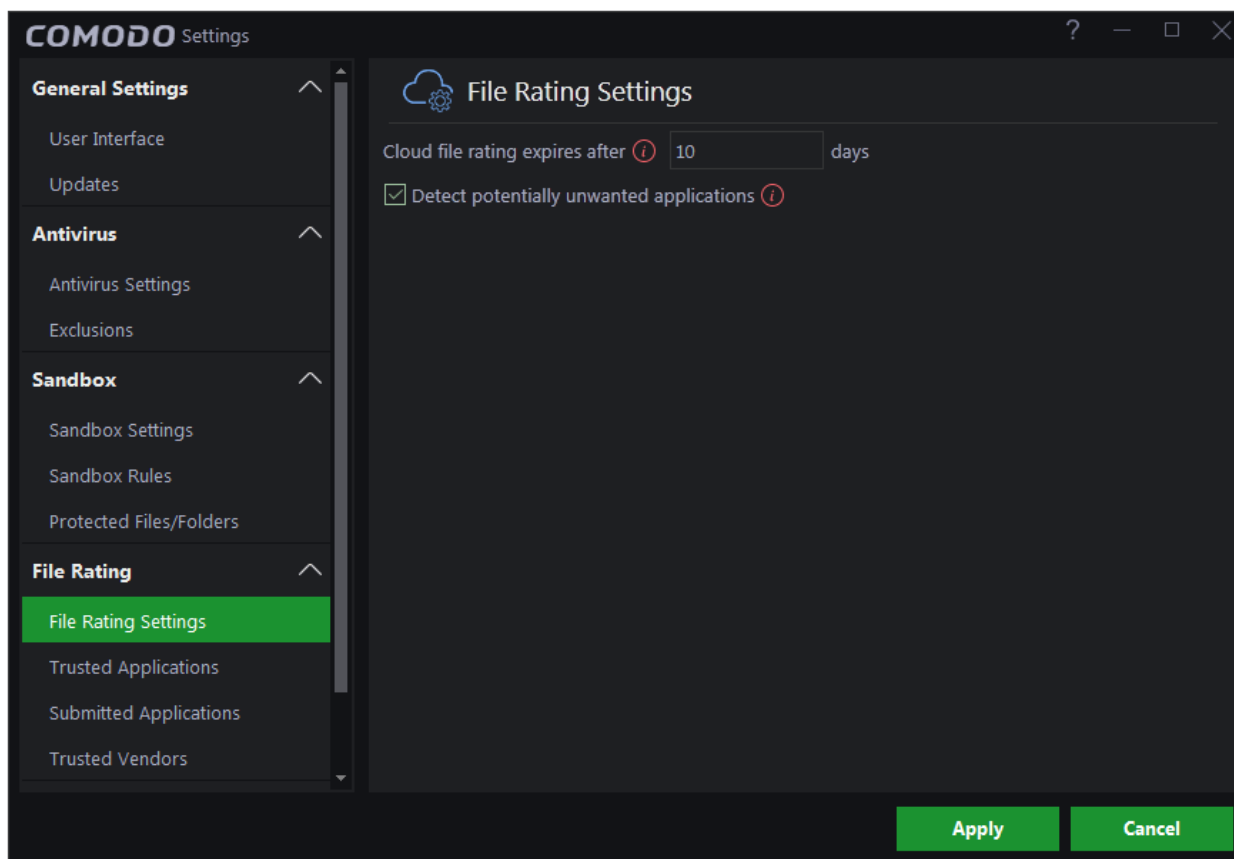 COMODO Settings
?
General Settings
User Interface
Updates
Antivirus
Antivirus Settings
Exclusions
Sandbox
Sandbox Settings
Sandbox Rules
Protected Files/Folders
File Rating
File Rating Settings
Trusted Applications
Submitted Applications
Trusted Vendors
File Rating Settings
Cloud file rating expires after i 10 days
Detect potentially unwanted applications i
Apply Cancel